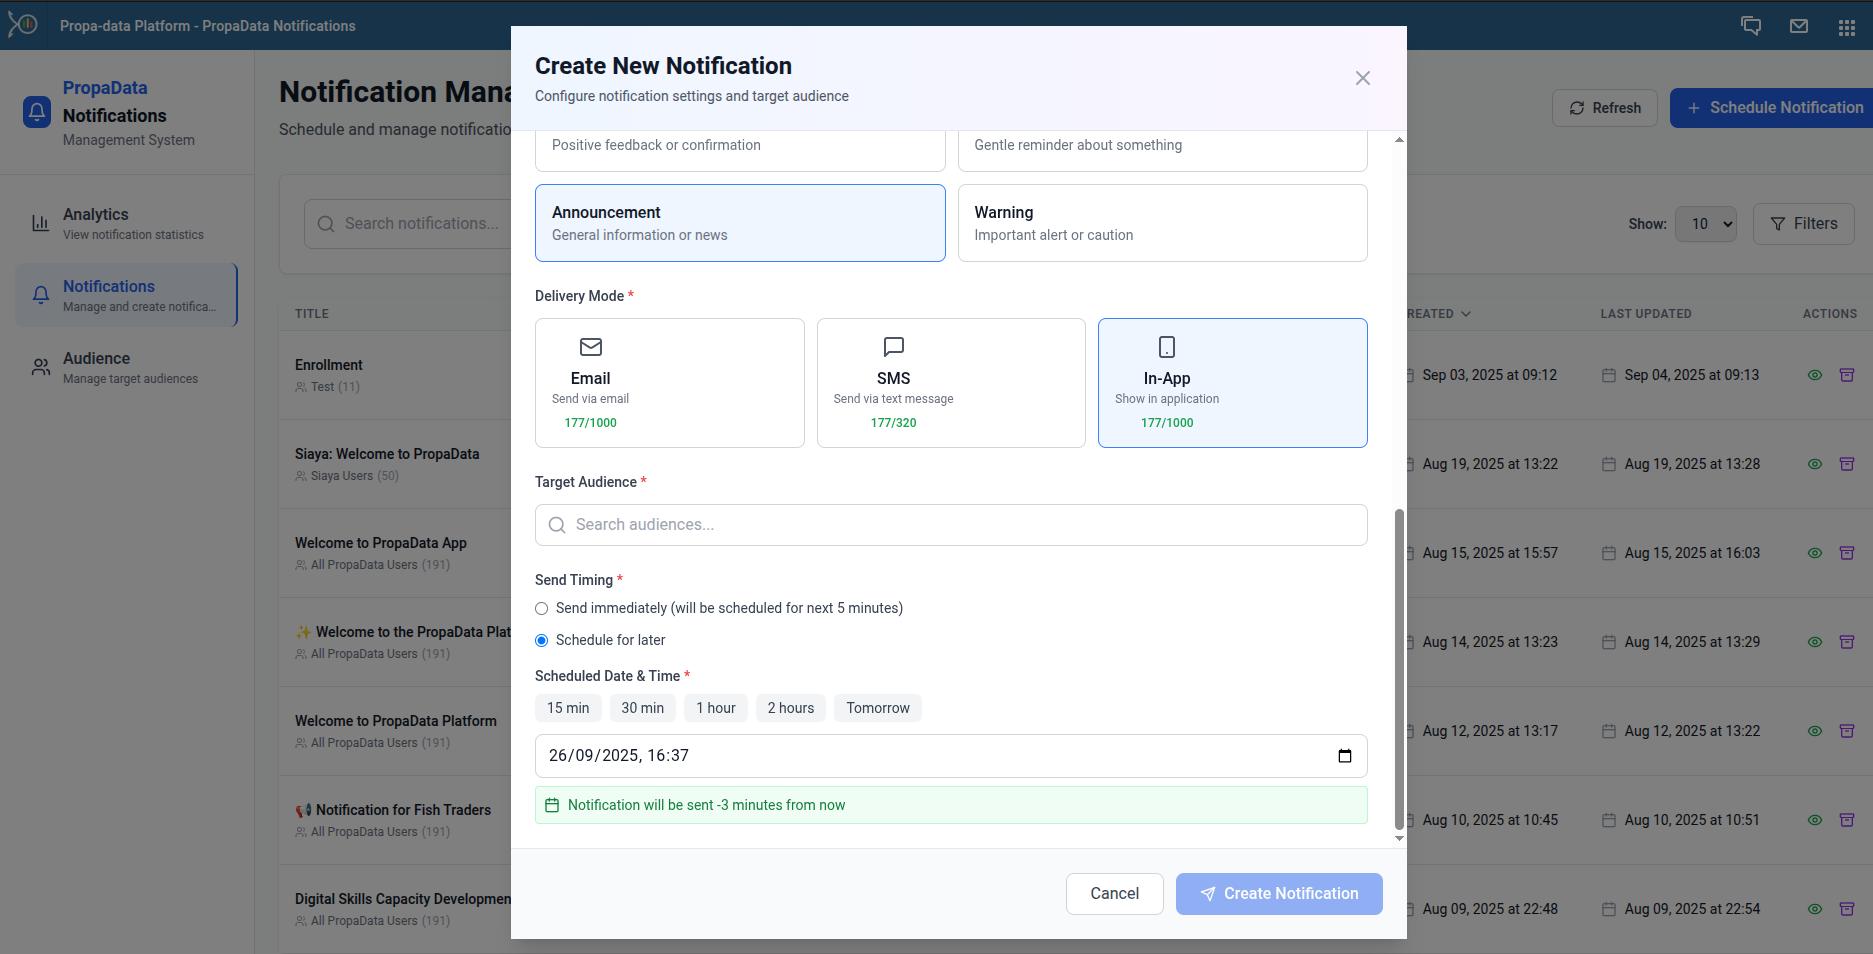 Propa-data Platform - PropaData Notifications
PropaData
Notifications
Management System
Analytics
View notification statistics
Notifications
Manage and create notifica...
Audience
Manage target audiences
Notification Mana
Schedule and manage notificatio
Refresh
+ Schedule Notification
Search notifications...
Show: 10
Filters
TITLE
REATED
LAST UPDATED
ACTIONS
Enrollment
Test (11)
Sep 03, 2025 at 09:12
Sep 04, 2025 at 09:13
Siaya: Welcome to PropaData
Siaya Users (50)
Aug 19, 2025 at 13:22
Aug 19, 2025 at 13:28
Welcome to PropaData App
All PropaData Users (191)
Aug 15, 2025 at 15:57
Aug 15, 2025 at 16:03
✨ Welcome to the PropaData Plat
All PropaData Users (191)
Aug 14, 2025 at 13:23
Aug 14, 2025 at 13:29
Welcome to PropaData Platform
All PropaData Users (191)
Aug 12, 2025 at 13:17
Aug 12, 2025 at 13:22
📢 Notification for Fish Traders
All PropaData Users (191)
Aug 10, 2025 at 10:45
Aug 10, 2025 at 10:51
Digital Skills Capacity Developmen
All PropaData Users (191)
Aug 09, 2025 at 22:48
Aug 09, 2025 at 22:54
Create New Notification
Configure notification settings and target audience
Positive feedback or confirmation
Gentle reminder about something
Announcement
General information or news
Warning
Important alert or caution
Delivery Mode *
Email
Send via email
177/1000
SMS
Send via text message
177/320
In-App
Show in application
177/1000
Target Audience *
Search audiences...
Send Timing *
Send immediately (will be scheduled for next 5 minutes)
Schedule for later
Scheduled Date & Time *
15 min
30 min
1 hour
2 hours
Tomorrow
26/09/2025, 16:37
Notification will be sent -3 minutes from now
Cancel
Create Notification